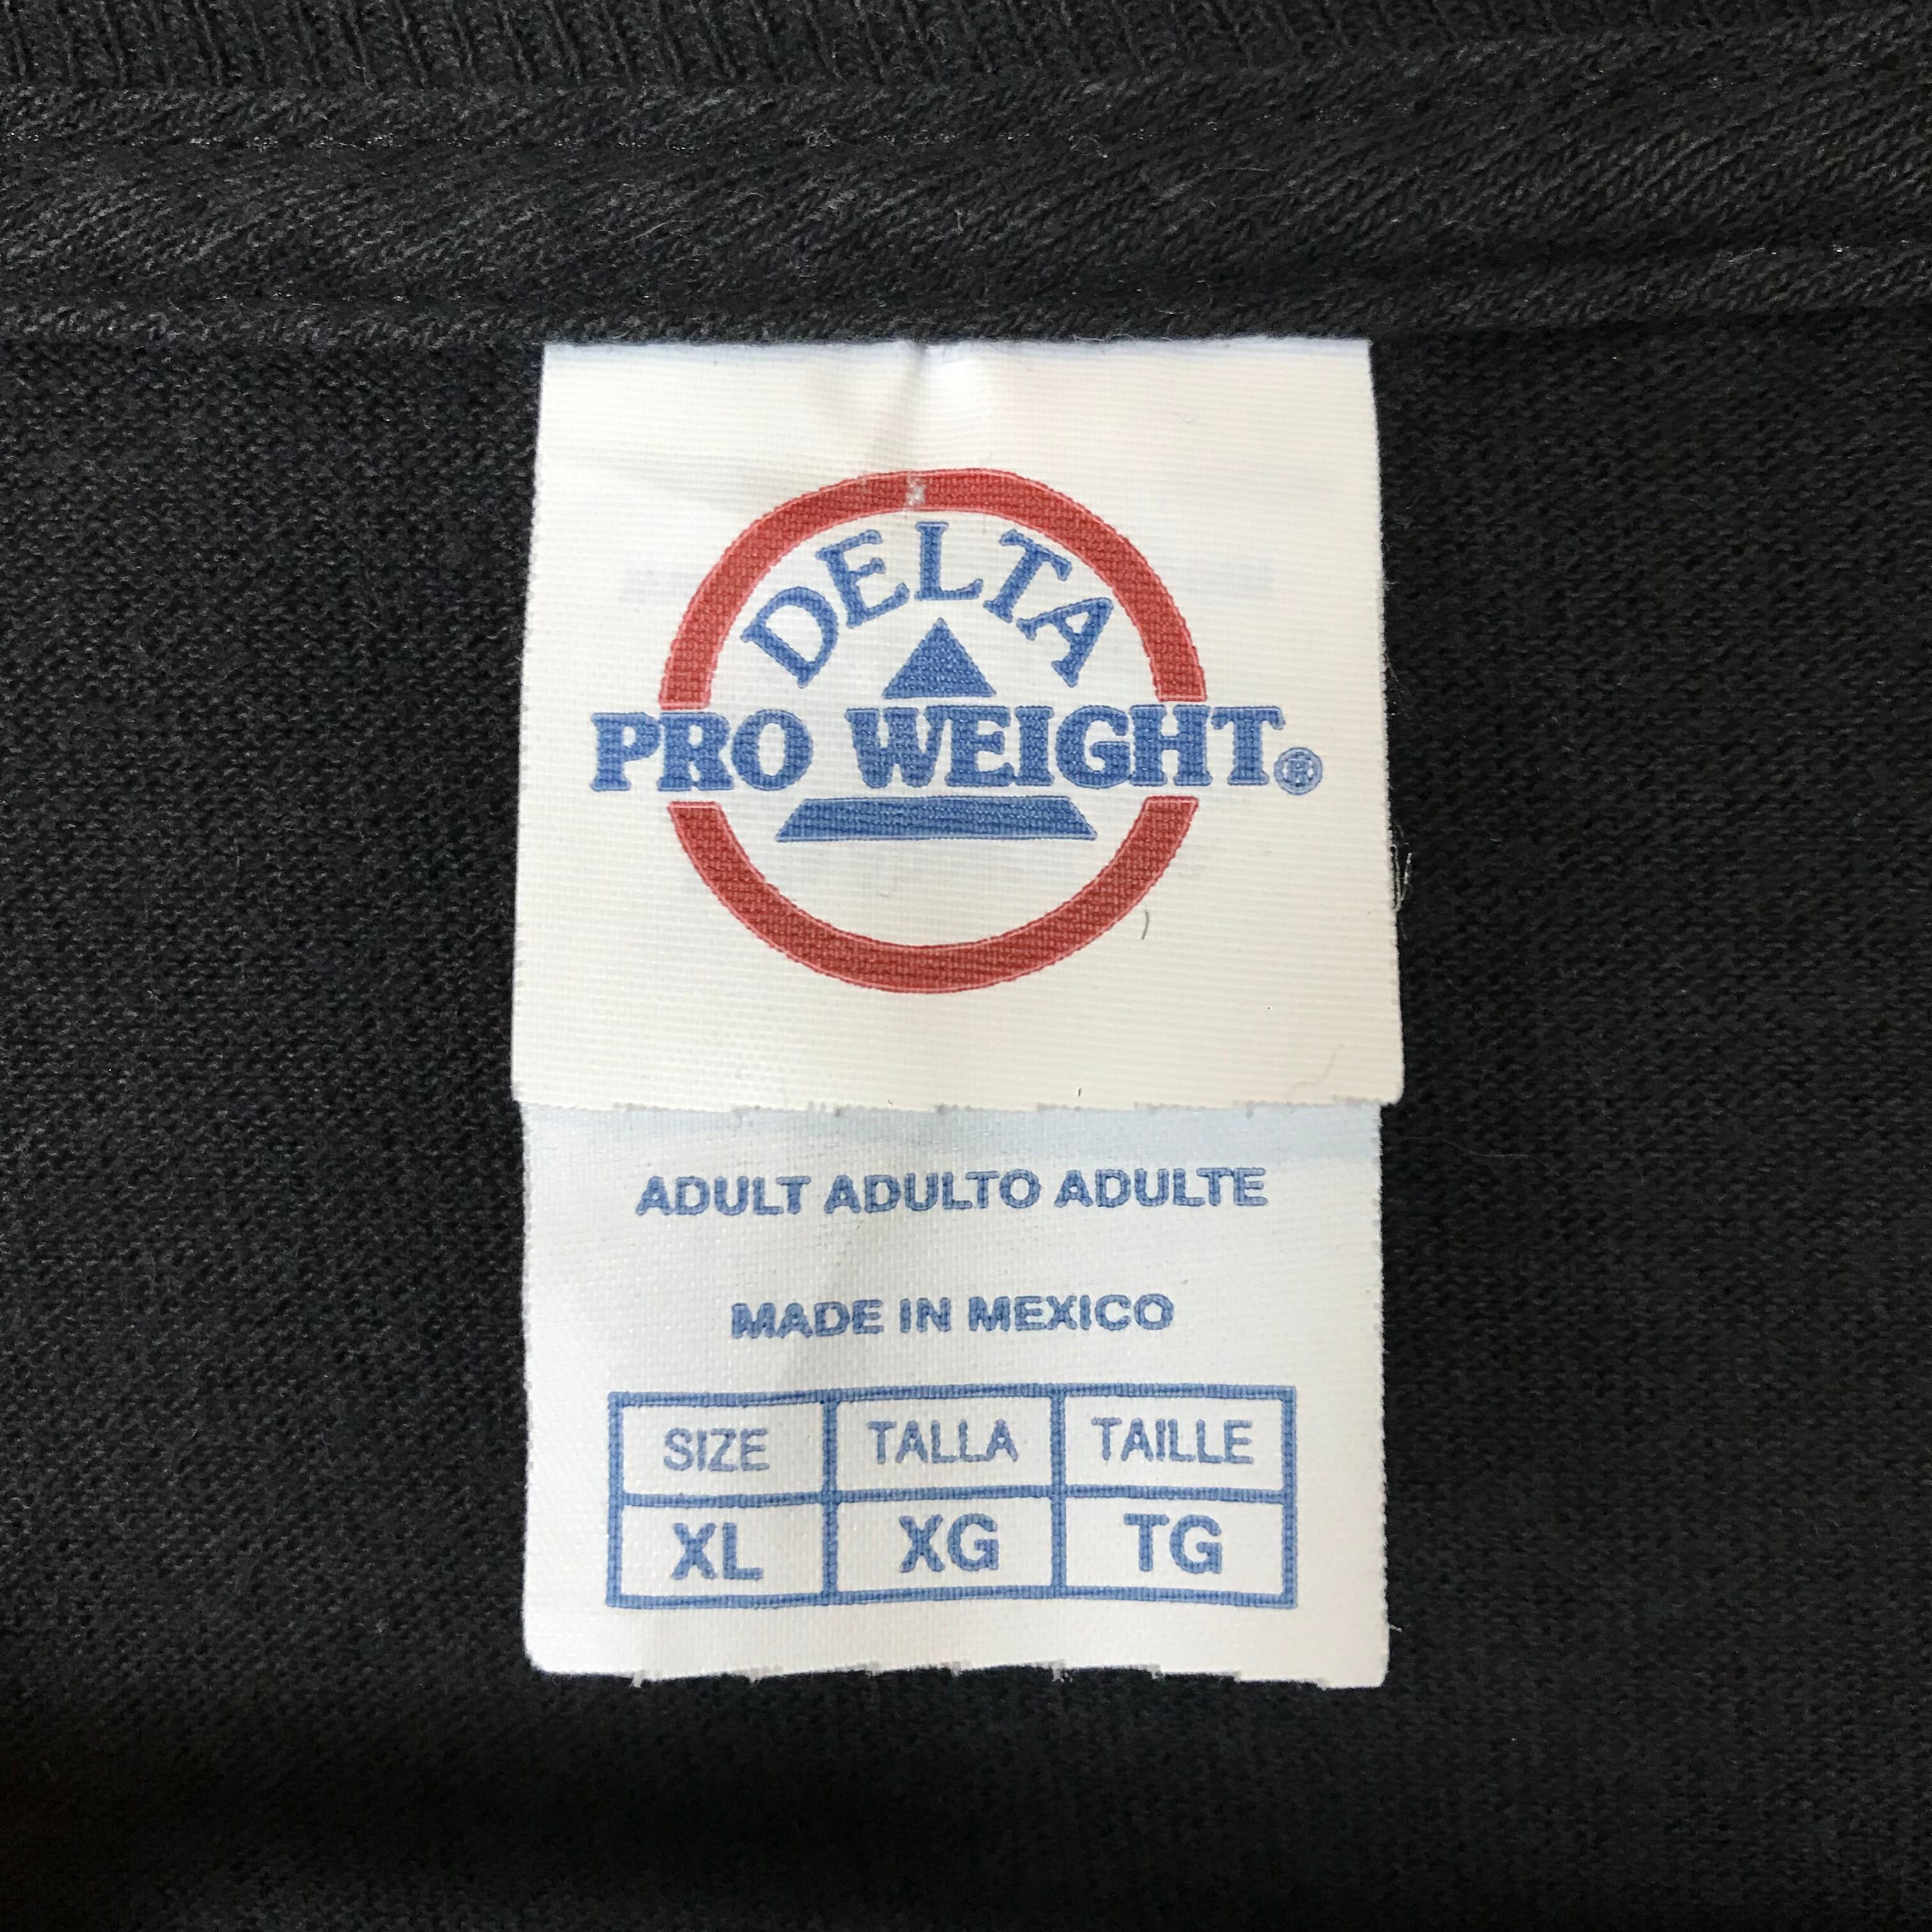 DELTA
PRO WEIGHT®
ADULT ADULTO ADULTE
MADE IN MEXICO
SIZE TALLA TAILLE
XL XG TG